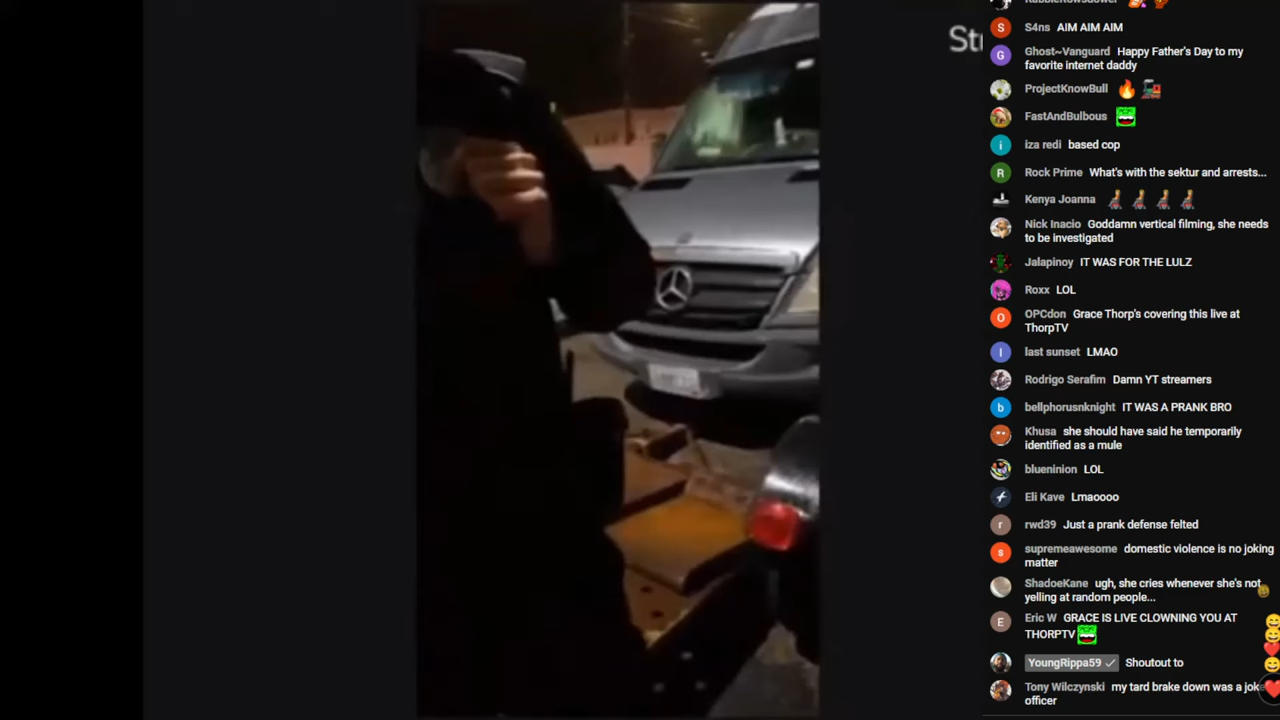 Stu
S4ns AIM AIM AIM
Ghost~Vanguard Happy Father's Day to my
favorite internet daddy
ProjectKnowBull
FastAndBulbous
iza redi based cop
Rock Prime What's with the sektur and arrests...
Kenya Joanna
Nick Inacio Goddamn vertical filming, she needs
to be investigated
Jalapinoy IT WAS FOR THE LULZ
Roxx LOL
OPCdon Grace Thorp's covering this live at
ThorpTV
last sunset LMAO
Rodrigo Serafim Damn YT streamers
bellphorusnknight IT WAS A PRANK BRO
Khusa she should have said he temporarily
identified as a mule
blueninion LOL
Eli Kave Lmaoooo
rwd39 Just a prank defense felted
supremeawesome domestic violence is no joking
matter
ShadoeKane ugh, she cries whenever she's not
yelling at random people...
Eric W GRACE IS LIVE CLOWNING YOU AT
THORPTV
YoungRippa59 Shoutout to
Tony Wilczynski my tard brake down was a joke
officer